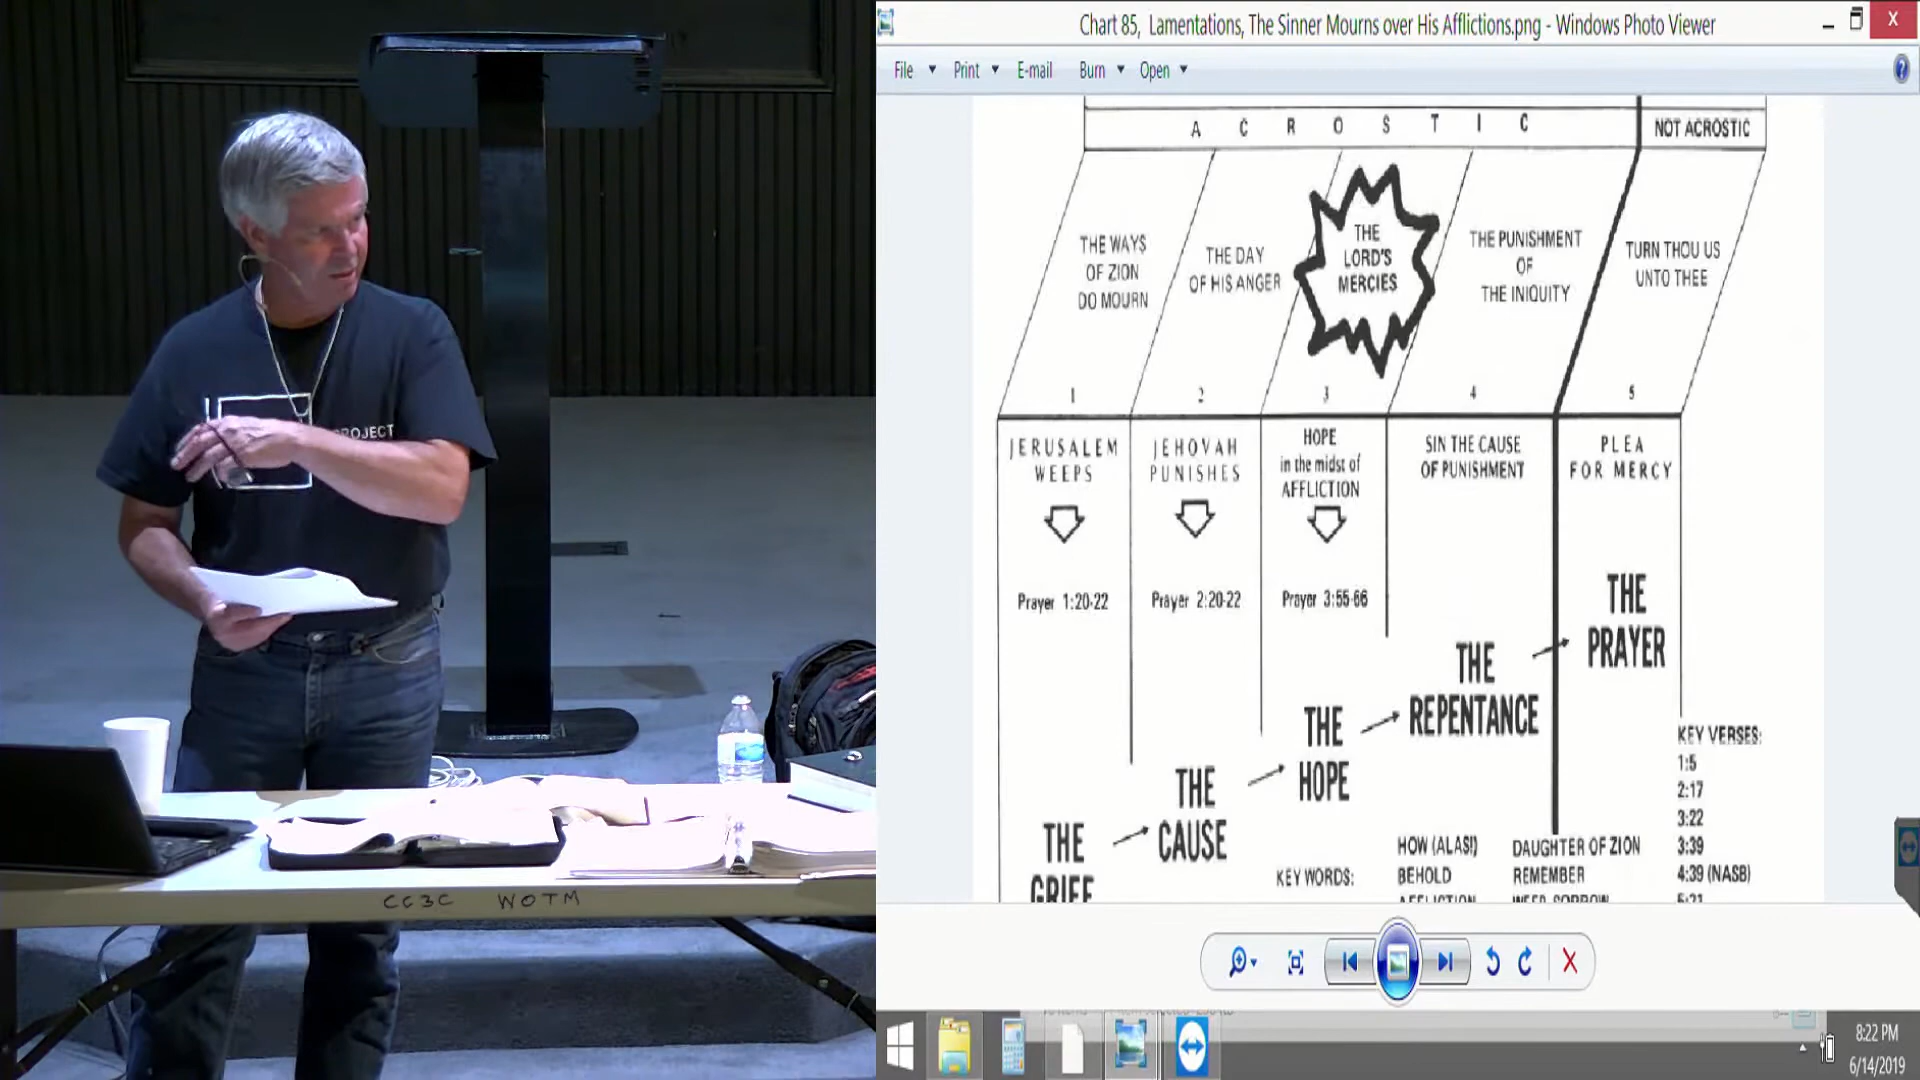 PROJECT
CC3C WOTM
Chart 85, Lamentations, The Sinner Mourns over His Afflictions.png - Windows Photo Viewer
File Print E-mail Burn Open
A C R O S T I C
NOT ACROSTIC
THE WAYS
OF ZION
DO MOURN
THE DAY
OF HIS ANGER
THE
LORD'S
MERCIES
THE PUNISHMENT
OF
THE INIQUITY
TURN THOU US
UNTO THEE
1 2 3 4 5
JERUSALEM
WEEPS
JEHOVAH
PUNISHES
HOPE
in the midst of
AFFLICTION
SIN THE CAUSE
OF PUNISHMENT
PLEA
FOR MERCY
Prayer 1:20-22
Prayer 2:20-22
Prayer 3:55-66
THE
GRIEF
THE
CAUSE
THE
HOPE
THE
REPENTANCE
THE
PRAYER
KEY WORDS:
HOW (ALAS!)
BEHOLD
AFFLICTION
DAUGHTER OF ZION
REMEMBER
WEEP, SORROW
KEY VERSES:
1:5
2:17
3:22
3:39
4:39 (NASB)
5:21
8:22 PM
6/14/2019